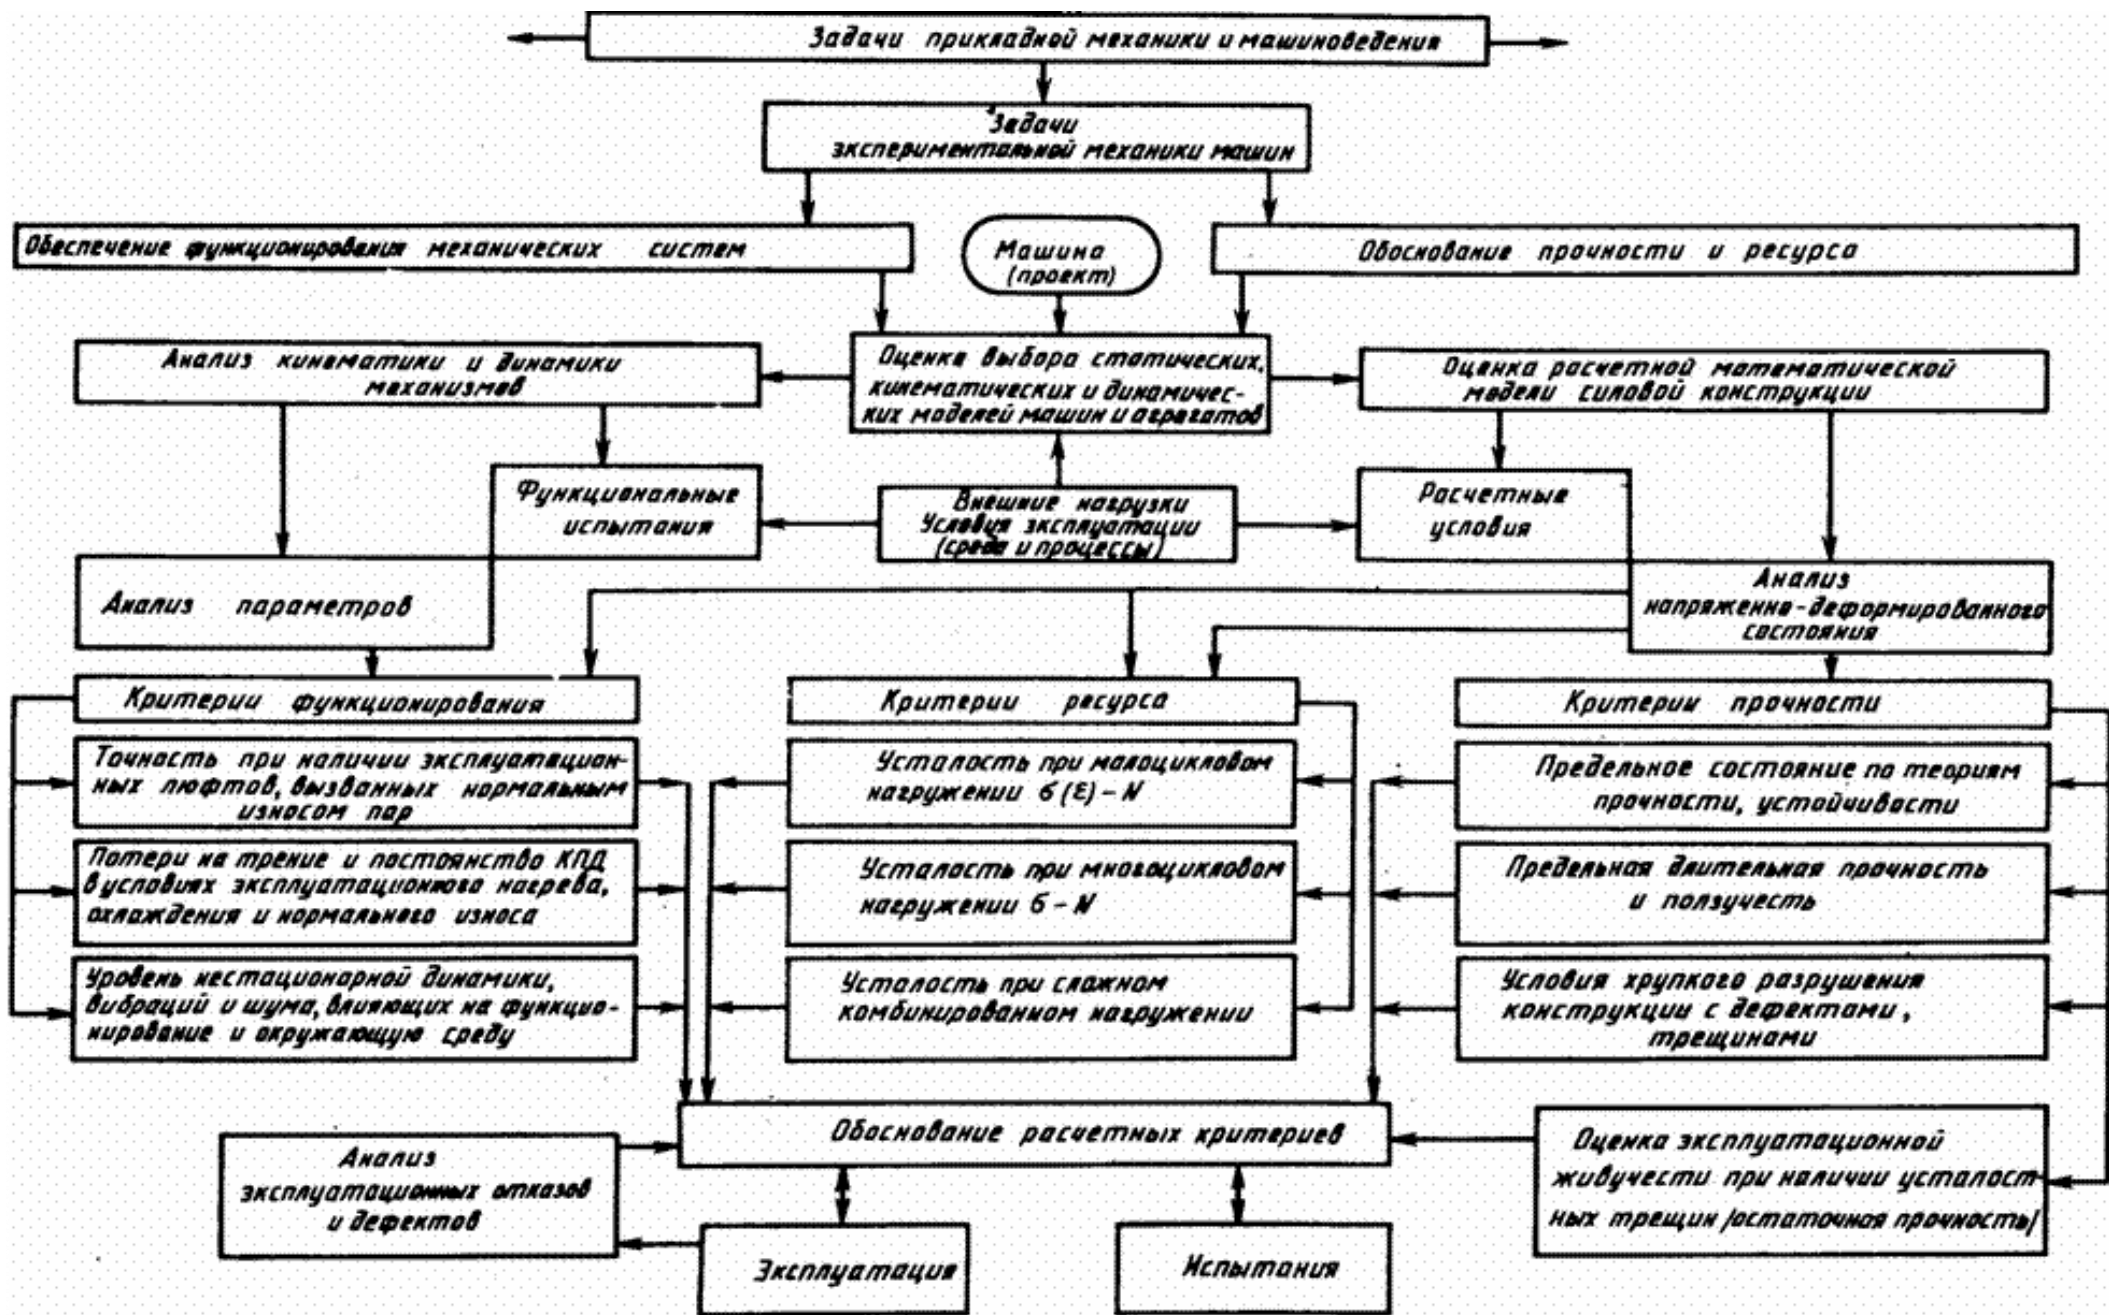 Задачи прикладной механики и машиноведения
Задачи
экспериментальной механики машин
Обеспечение функционирования механических систем
Машина
(проект)
Обоснование прочности и ресурса
Анализ кинематики и динамики
механизмов
Оценка выбора статических,
кинематических и динамичес-
ких моделей машин и агрегатов
Оценка расчетной математической
модели силовой конструкции
Функциональные
испытания
Внешние нагрузки
Условия эксплуатации
(среда и процессы)
Расчетные
условия
Анализ параметров
Анализ
напряженно-деформированного
состояния
Критерии функционирования
Критерии ресурса
Критерии прочности
Точность при наличии эксплуатацион-
ных люфтов, вызванных нормальным
износом пар
Усталость при малоцикловом
нагружении б (ε) - N
Предельное состояние по теориям
прочности, устойчивости
Потери на трение и постоянство КПД
в условиях эксплуатационного нагрева,
охлаждения и нормального износа
Усталость при многоцикловом
нагружении б - N
Предельная длительная прочность
и ползучесть
Уровень нестационарной динамики,
вибраций и шума, влияющих на функцио-
нирование и окружающую среду
Усталость при сложном
комбинированном нагружении
Условия хрупкого разрушения
конструкции с дефектами,
трещинами
Обоснование расчетных критериев
Анализ
эксплуатационных отказов
и дефектов
Оценка эксплуатационной
живучести при наличии усталост-
ных трещин /остаточная прочность/
Эксплуатация
Испытания